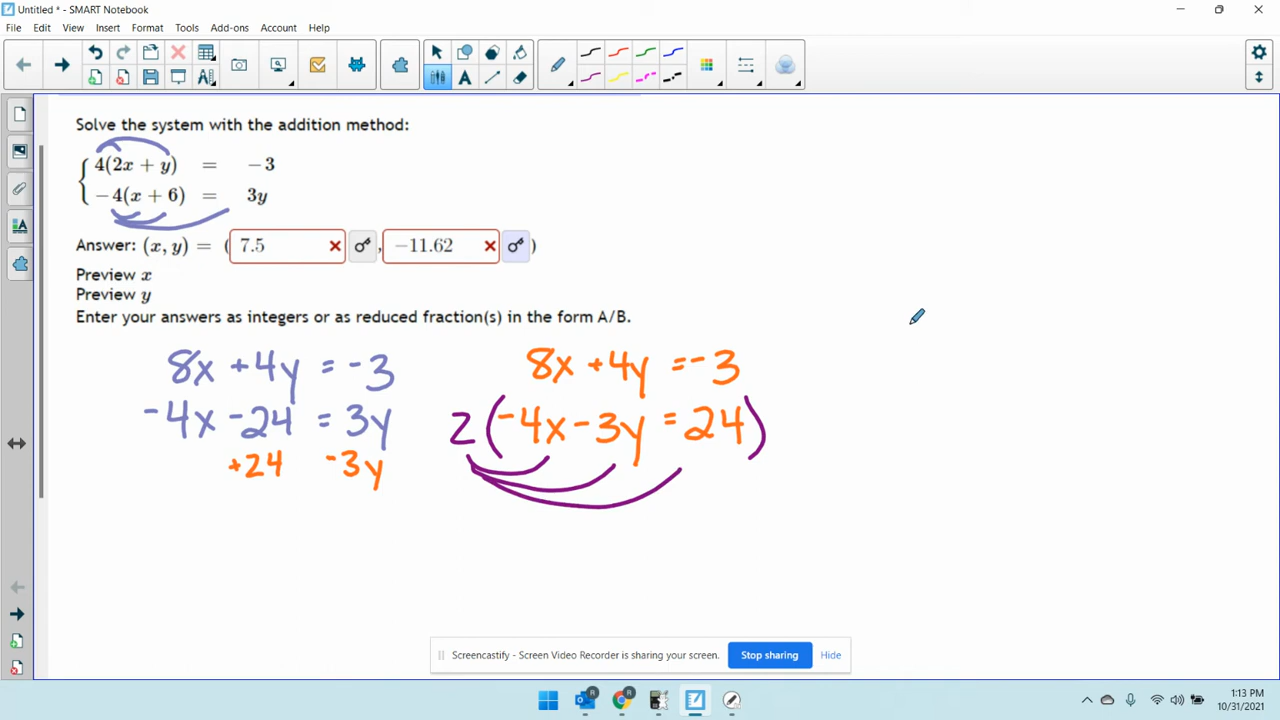 Untitled * - SMART Notebook
File Edit View Insert Format Tools Add-ons Account Help
Solve the system with the addition method:
4(2x + y) = −3
−4(x + 6) = 3y
Answer: (x, y) = ( 7.5 , −11.62 )
Preview x
Preview y
Enter your answers as integers or as reduced fraction(s) in the form A/B.
8x + 4y = -3
-4x - 24 = 3y
+24 -3y
8x + 4y = -3
2(-4x - 3y = 24)
Screencastify - Screen Video Recorder is sharing your screen. Stop sharing Hide
1:13 PM
10/31/2021